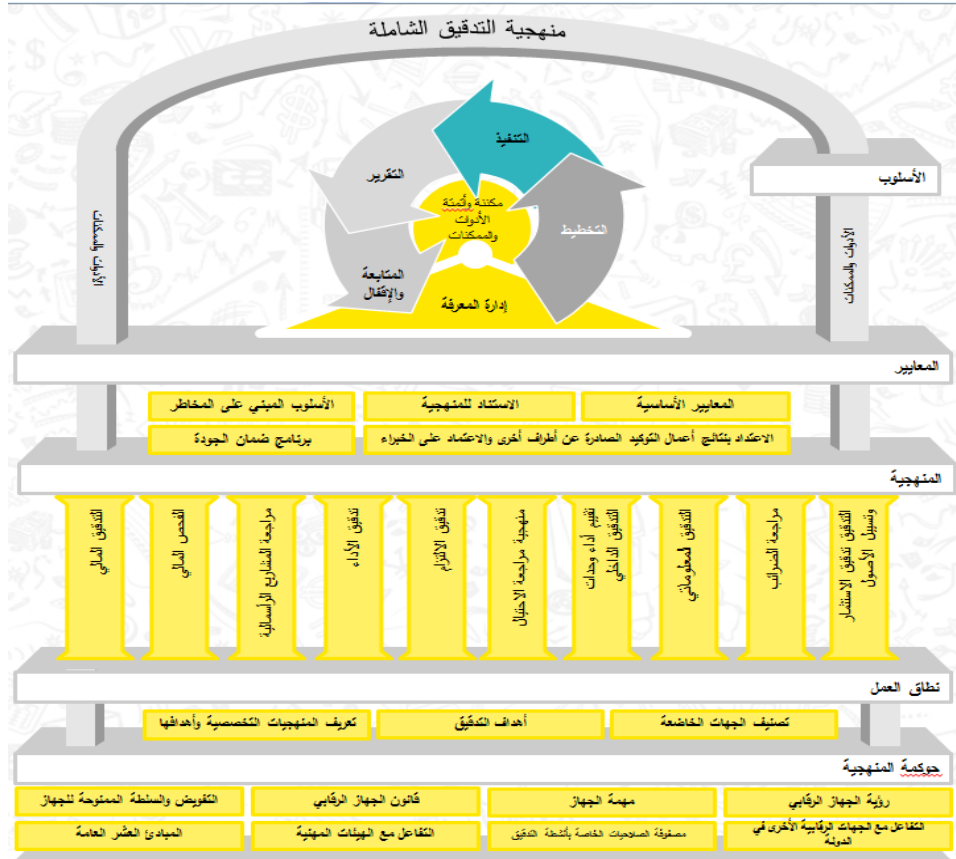 منهجية التدقيق الشاملة
التنفيذ
التقرير
التخطيط
مكننة وأتمتة
الأدوات
والممكنات
المتابعة
والإقفال
إدارة المعرفة
الأسلوب
الأدوات والممكنات
الأدوات والممكنات
المعايير
المعايير الأساسية
الاستناد للمنهجية
الأسلوب المبني على المخاطر
الاعتداد بنتائج أعمال التوكيد الصادرة عن أطراف أخرى والاعتماد على الخبراء
برنامج ضمان الجودة
المنهجية
التدقيق تدقيق الاستثمار
وتسييل الأصول
مراجعة الضرائب
التدقيق المعلوماتي
تقييم أداء وحدات
التدقيق الداخلي
منهجية مراجعة الاحتيال
تدقيق الالتزام
تدقيق الأداء
مراجعة المشاريع الرأسمالية
الفحص المالي
التدقيق المالي
نطاق العمل
تصنيف الجهات الخاضعة
أهداف التدقيق
تعريف المنهجيات التخصصية وأهدافها
حوكمة المنهجية
رؤية الجهاز الرقابي
مهمة الجهاز
قانون الجهاز الرقابي
التفويض والسلطة الممنوحة للجهاز
التفاعل مع الجهات الرقابية الأخرى في
الدولة
مصفوفة الصلاحيات الخاصة بأنشطة التدقيق
التفاعل مع الهيئات المهنية
المبادئ العشر العامة